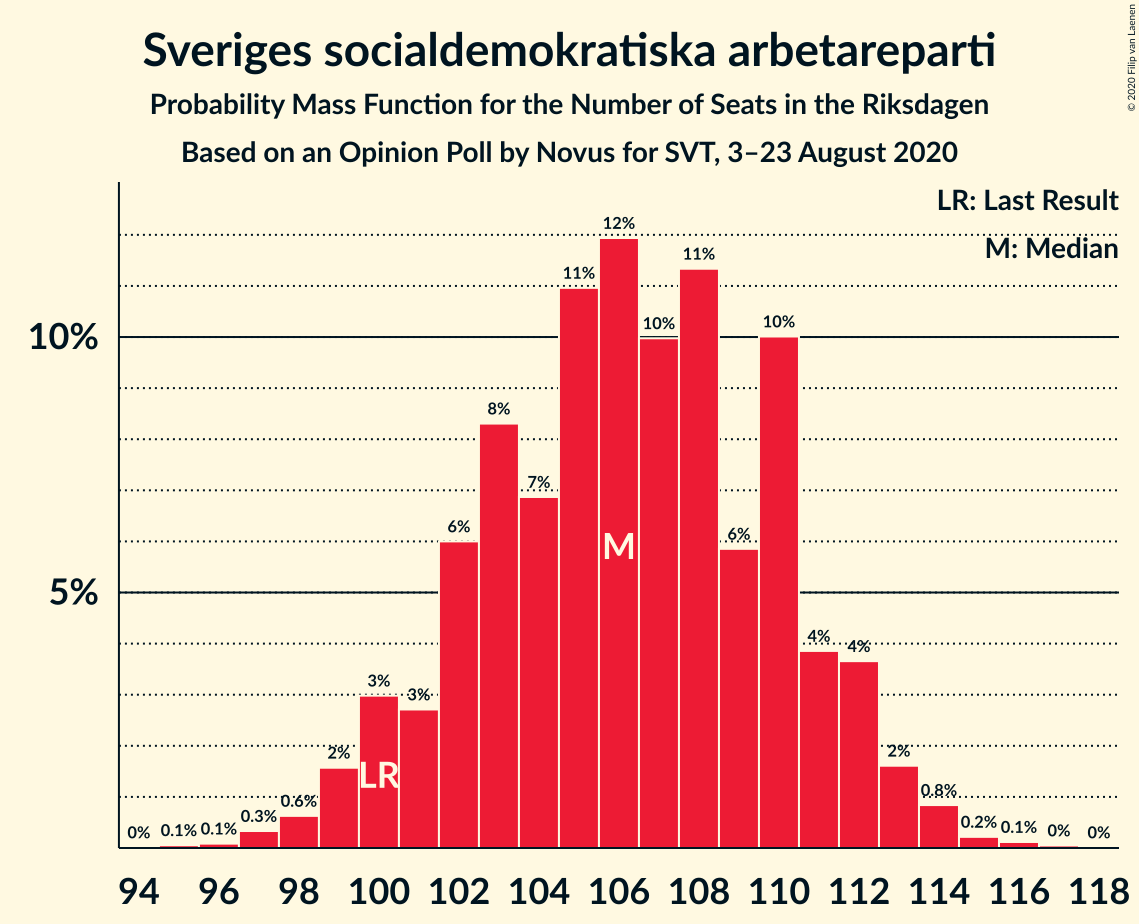 Sveriges socialdemokratiska arbetareparti
Probability Mass Function for the Number of Seats in the Riksdagen
Based on an Opinion Poll by Novus for SVT, 3–23 August 2020
© 2020 Filip van Laenen
LR: Last Result
M: Median
10%
5%
0% 0.1% 0.1% 0.3% 0.6% 2% 3% 3% 6% 8% 7% 11% 12% 10% 11% 6% 10% 4% 4% 2% 0.8% 0.2% 0.1% 0% 0%
LR
M
94 96 98 100 102 104 106 108 110 112 114 116 118